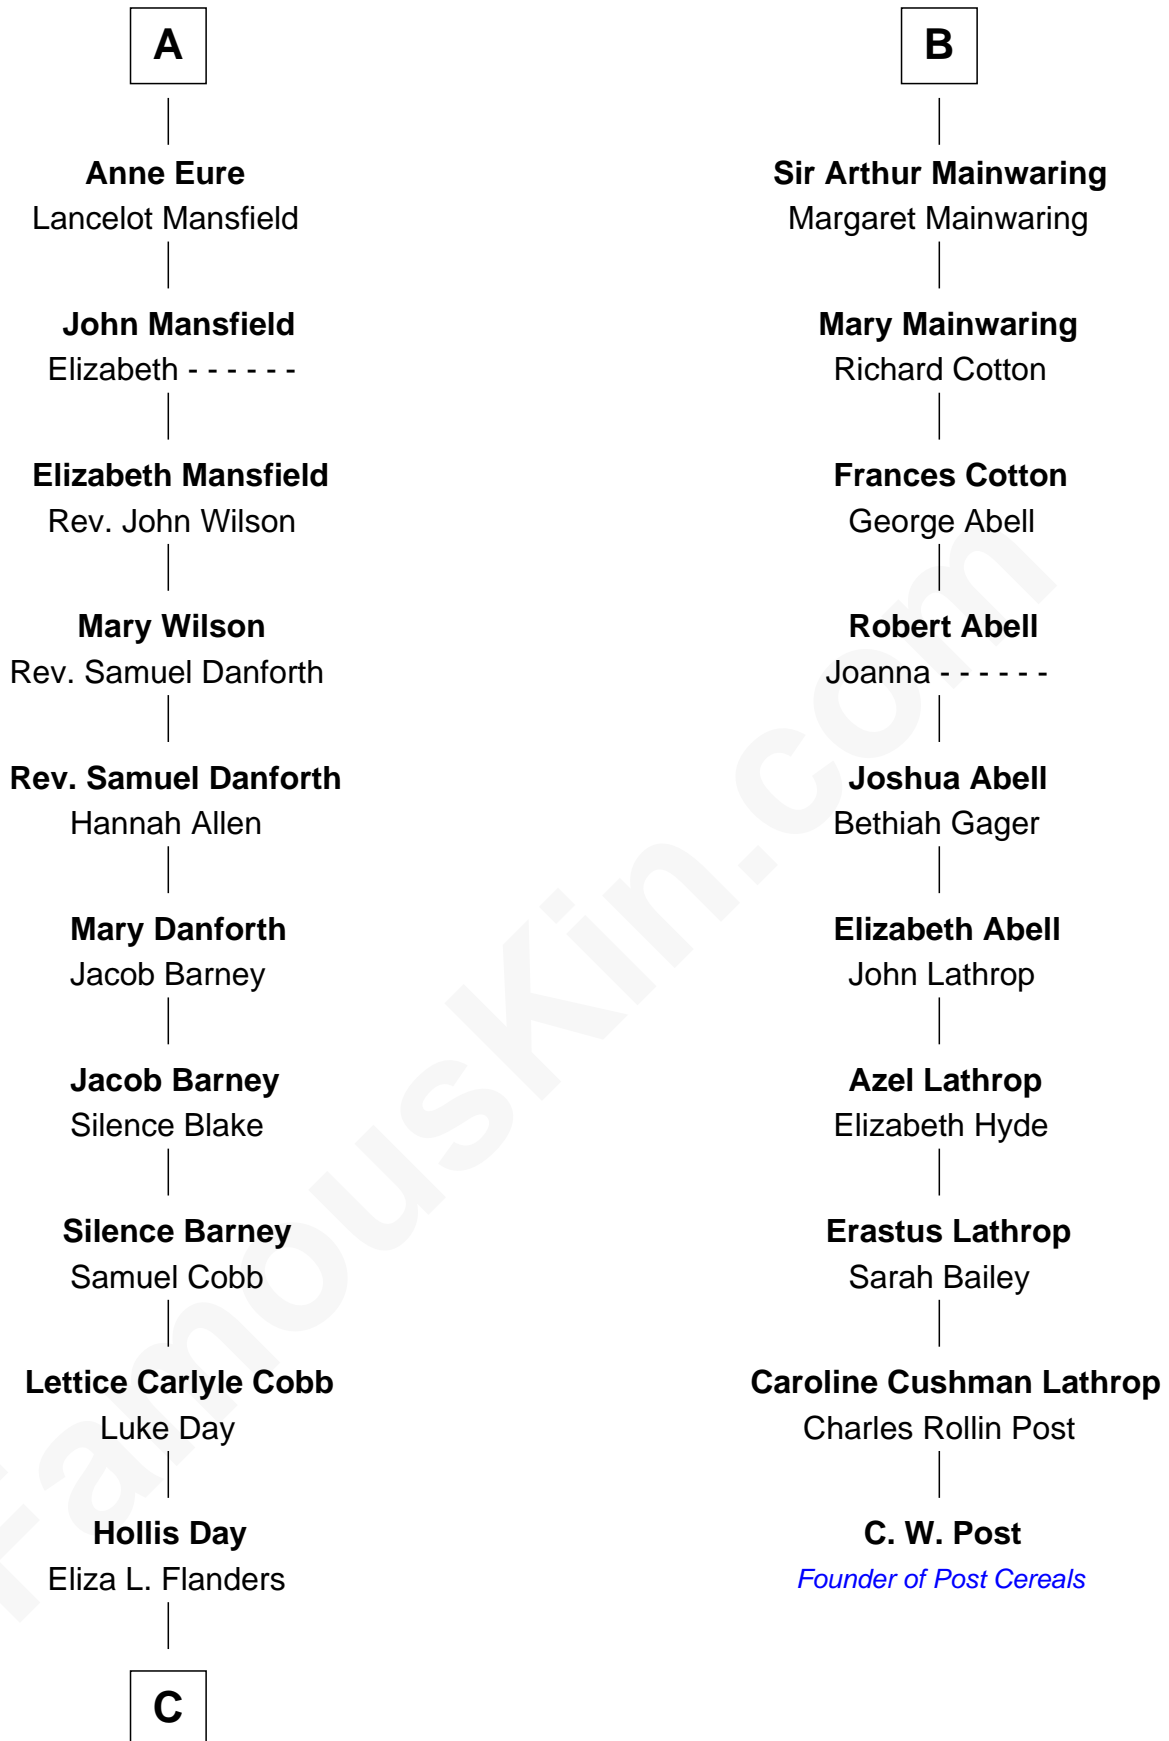 A
Anne Eure
Lancelot Mansfield
John Mansfield
Elizabeth - - - - - -
Elizabeth Mansfield
Rev. John Wilson
Mary Wilson
Rev. Samuel Danforth
Rev. Samuel Danforth
Hannah Allen
Mary Danforth
Jacob Barney
Jacob Barney
Silence Blake
Silence Barney
Samuel Cobb
Lettice Carlyle Cobb
Luke Day
Hollis Day
Eliza L. Flanders
C
B
Sir Arthur Mainwaring
Margaret Mainwaring
Mary Mainwaring
Richard Cotton
Frances Cotton
George Abell
Robert Abell
Joanna - - - - - -
Joshua Abell
Bethiah Gager
Elizabeth Abell
John Lathrop
Azel Lathrop
Elizabeth Hyde
Erastus Lathrop
Sarah Bailey
Caroline Cushman Lathrop
Charles Rollin Post
C. W. Post
Founder of Post Cereals
FamousKin.com